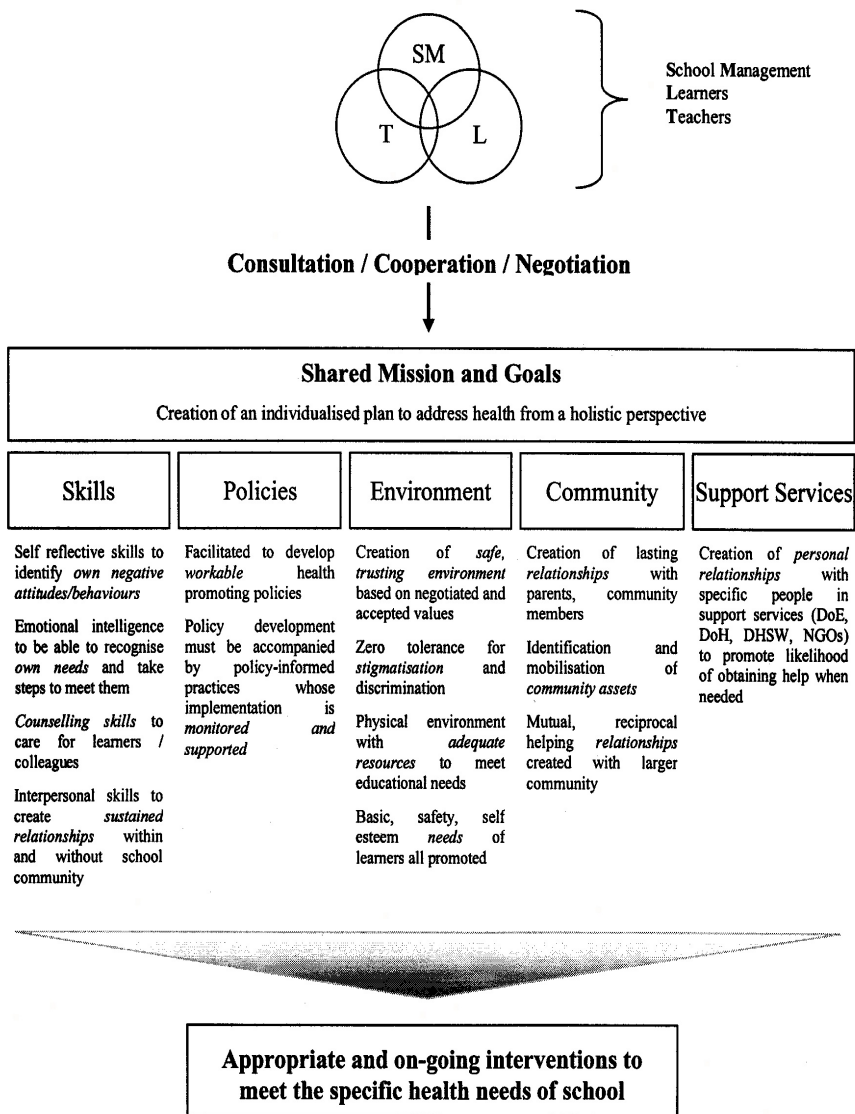 SM
T
L
School Management
Learners
Teachers
Consultation / Cooperation / Negotiation
Shared Mission and Goals
Creation of an individualised plan to address health from a holistic perspective
Skills
Self reflective skills to
identify own negative
attitudes/behaviours
Emotional intelligence
to be able to recognise
own needs and take
steps to meet them
Counselling skills to
care for learners /
colleagues
Interpersonal skills to
create sustained
relationships within
and without school
community
Policies
Facilitated to develop
workable health
promoting policies
Policy development
must be accompanied
by policy-informed
practices whose
implementation is
monitored and
supported
Environment
Creation of safe,
trusting environment
based on negotiated and
accepted values
Zero tolerance for
stigmatisation and
discrimination
Physical environment
with adequate
resources to meet
educational needs
Basic, safety, self
esteem needs of
learners all promoted
Community
Creation of lasting
relationships with
parents, community
members
Identification and
mobilisation of
community assets
Mutual, reciprocal
helping relationships
created with larger
community
Support Services
Creation of personal
relationships with
specific people in
support services (DoE,
DoH, DHSW, NGOs)
to promote likelihood
of obtaining help when
needed
Appropriate and on-going interventions to
meet the specific health needs of school